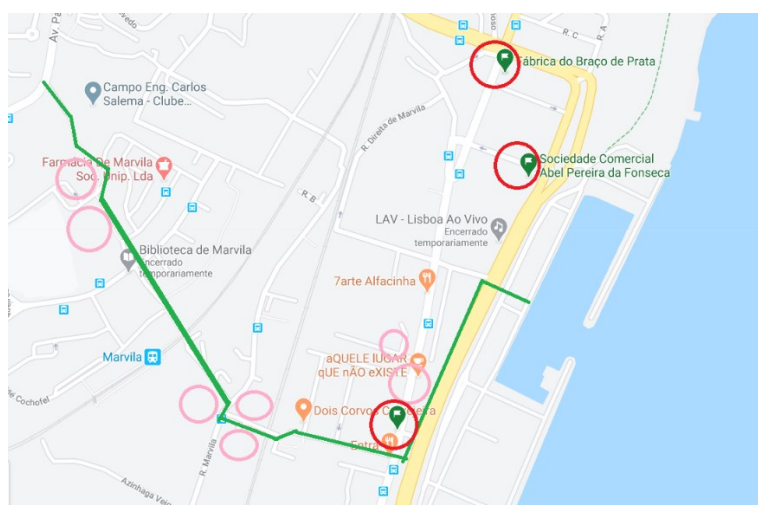 Av. Pa
R. C
R. A
Fábrica do Braço de Prata
Campo Eng. Carlos
Salema - Clube...
R. Direita de Marvila
Farmácia De Marvila
Soc. Unip. Lda
Sociedade Comercial
Abel Pereira da Fonseca
R. B
LAV - Lisboa Ao Vivo
Encerrado
temporariamente
Biblioteca de Marvila
Encerrado
temporariamente
7arte Alfacinha
Marvila
aQUELE lUGAR
qUE nÃO eXISTE
Cochofel
Dois Corvos
Entra
R. Marvila
Azinhaga